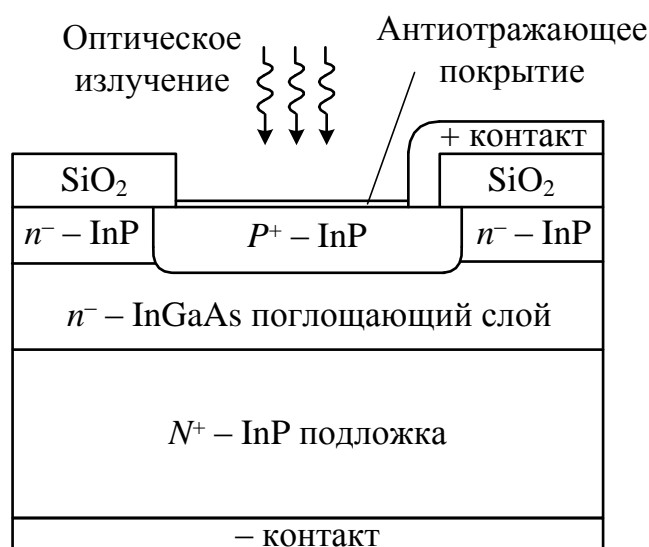 Оптическое
излучение
Антиотражающее
покрытие
+ контакт
SiO₂
SiO₂
n⁻ – InP
P⁺ – InP
n⁻ – InP
n⁻ – InGaAs поглощающий слой
N⁺ – InP подложка
– контакт